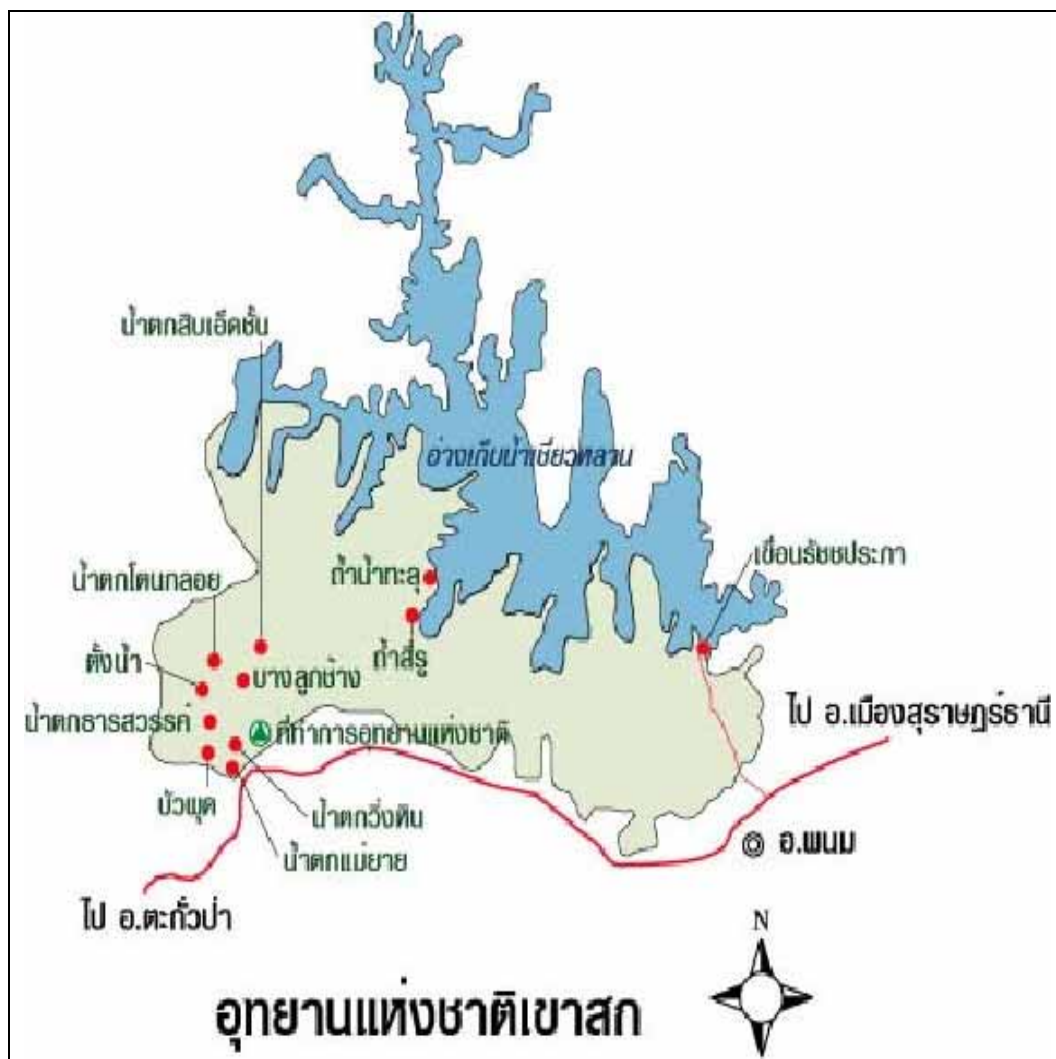 น้ำตกสิบเอ็ดชั้น
อ่างเก็บน้ำเชี่ยวหลาน
เขื่อนรัชชประภา
น้ำตกโตนกลอย
ถ้ำน้ำทะลุ
ตั้งน้ำ
ถ้ำสี่รู
บางลูกช้าง
น้ำตกธารสวรรค์
ที่ทำการอุทยานแห่งชาติ
ไป อ.เมืองสุราษฎร์ธานี
บัวผุด
น้ำตกวิ่งหิน
น้ำตกแม่ยาย
อ.พนม
ไป อ.ตะกั่วป่า
N
อุทยานแห่งชาติเขาสก